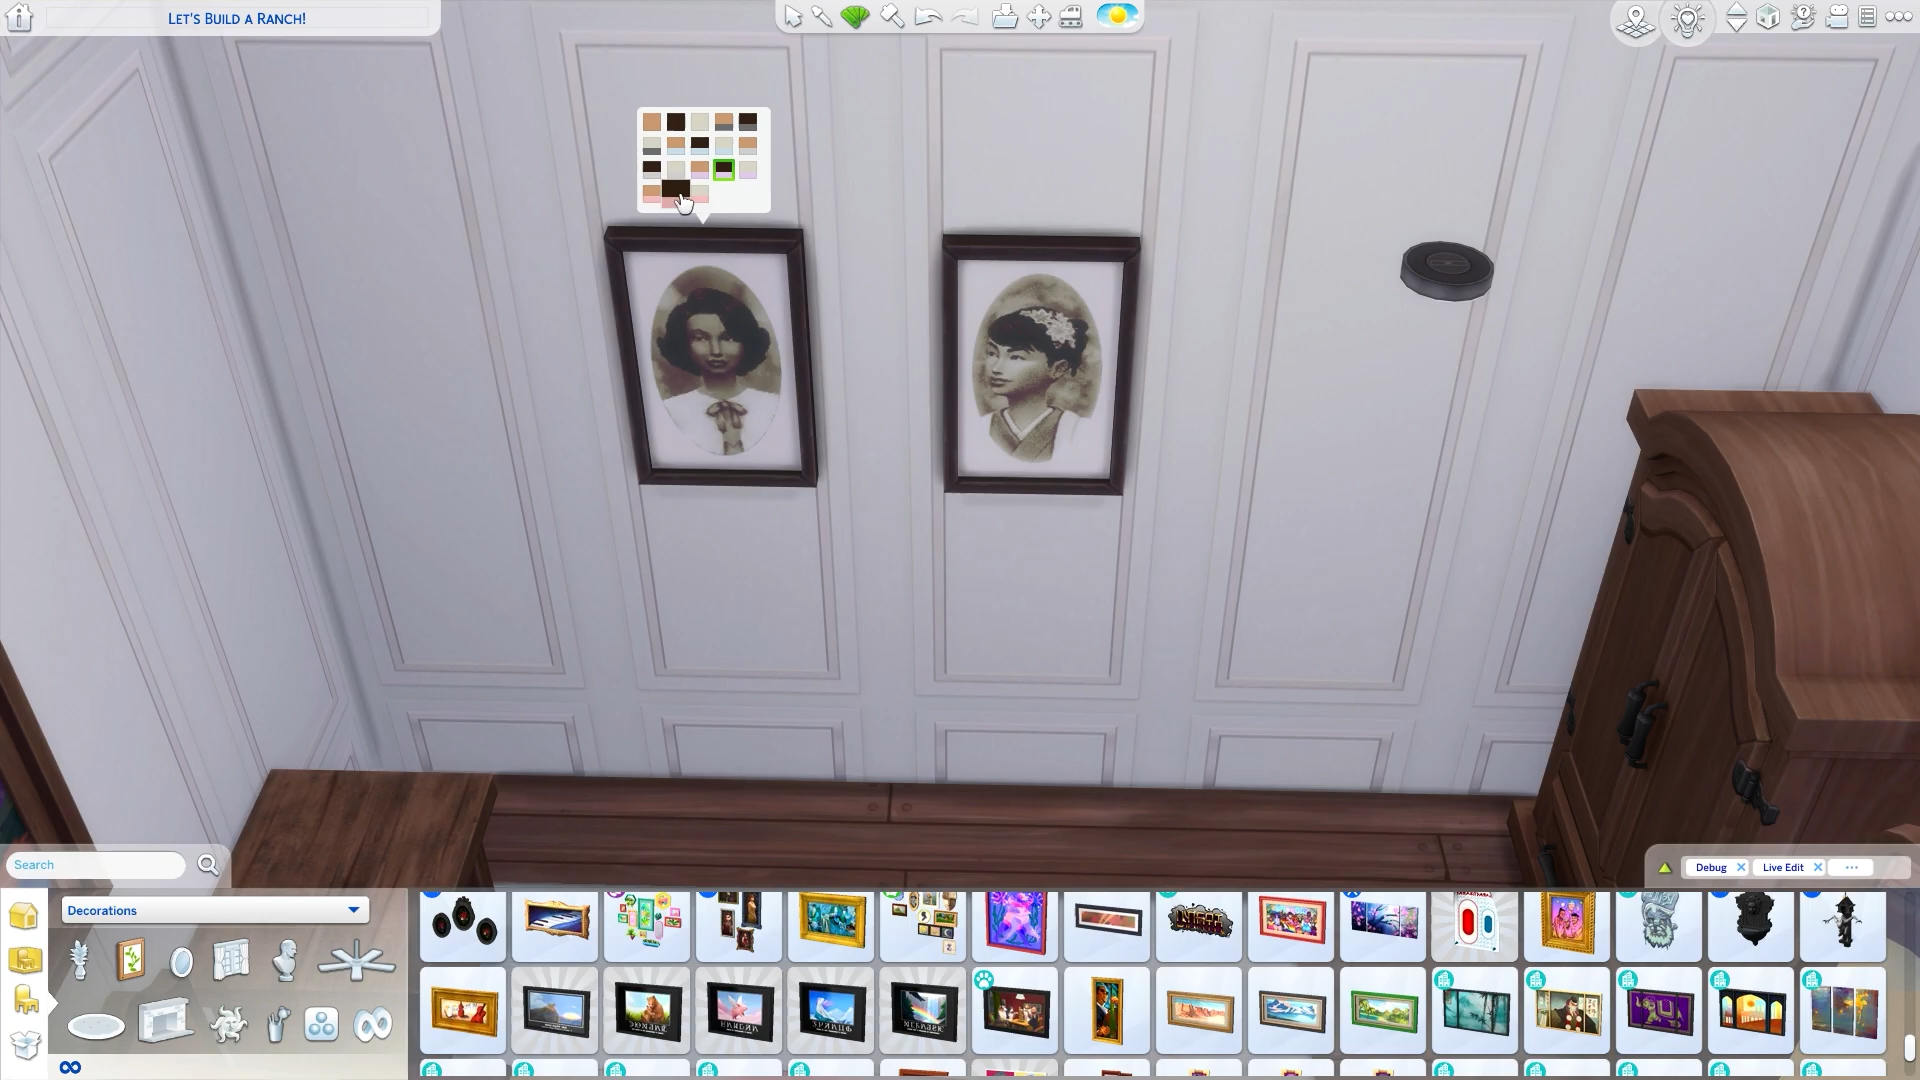 LET'S BUILD A RANCH!
Search
Debug
Live Edit
Decorations